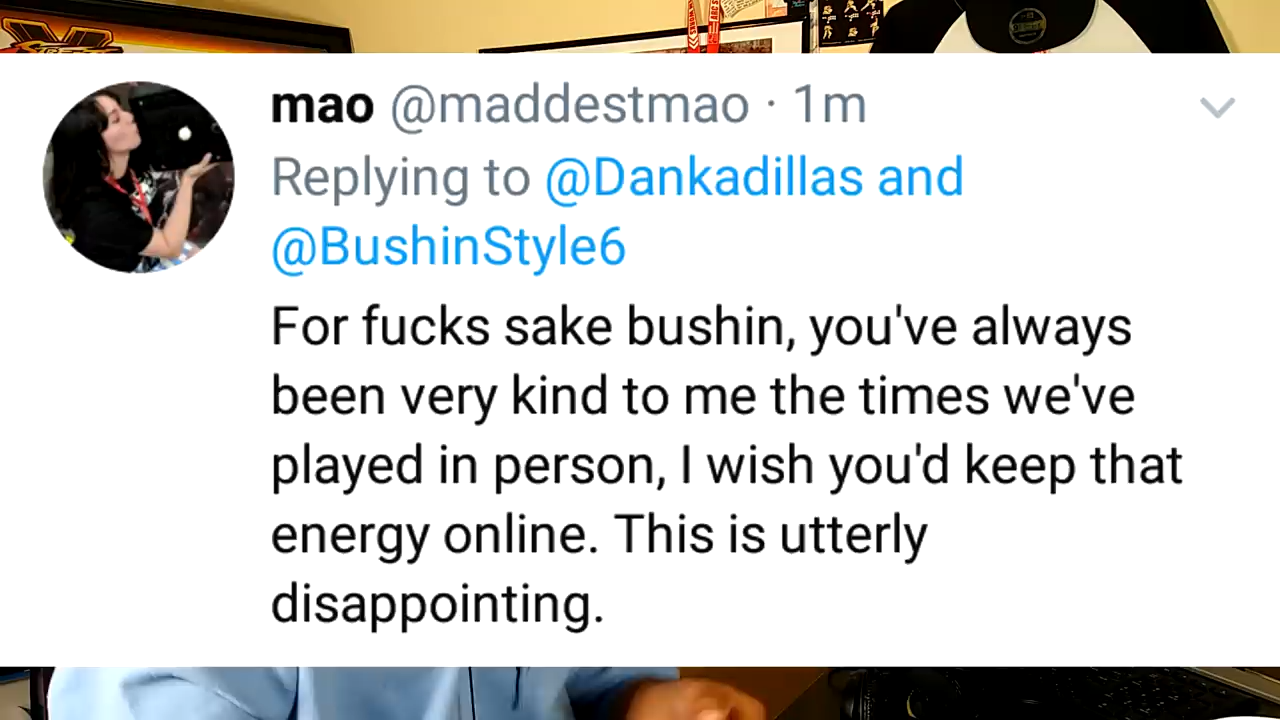 mao @maddestmao · 1m
Replying to @Dankadillas and
@BushinStyle6
For fucks sake bushin, you've always
been very kind to me the times we've
played in person, I wish you'd keep that
energy online. This is utterly
disappointing.